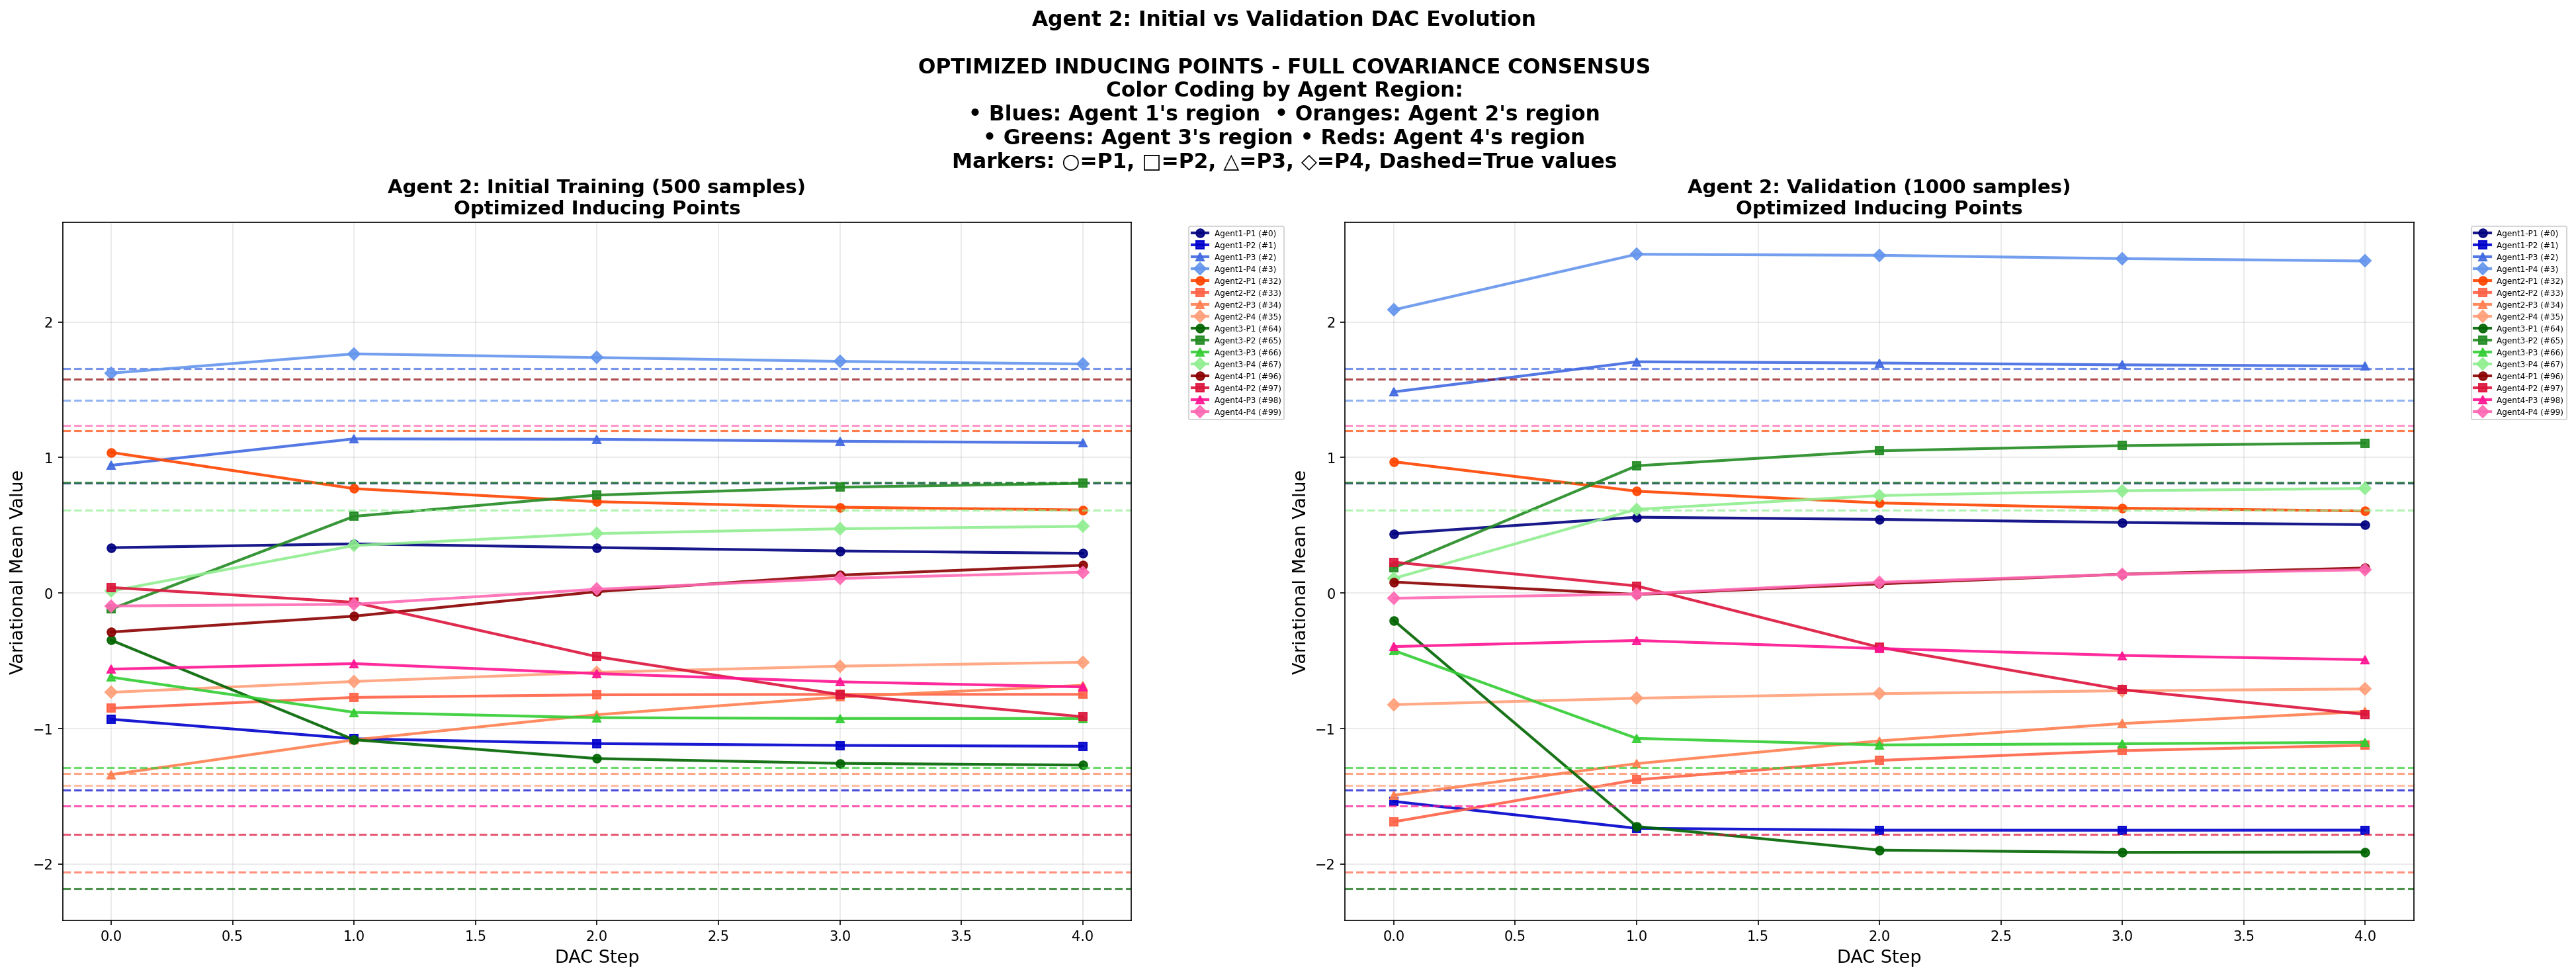 Agent 2: Initial vs Validation DAC Evolution
OPTIMIZED INDUCING POINTS - FULL COVARIANCE CONSENSUS
Color Coding by Agent Region:
• Blues: Agent 1's region • Oranges: Agent 2's region
• Greens: Agent 3's region • Reds: Agent 4's region
Markers: ○=P1, □=P2, △=P3, ◇=P4, Dashed=True values
Agent 2: Initial Training (500 samples)
Optimized Inducing Points
Variational Mean Value
2
1
0
−1
−2
0.0 0.5 1.0 1.5 2.0 2.5 3.0 3.5 4.0
DAC Step
Agent1-P1 (#0)
Agent1-P2 (#1)
Agent1-P3 (#2)
Agent1-P4 (#3)
Agent2-P1 (#32)
Agent2-P2 (#33)
Agent2-P3 (#34)
Agent2-P4 (#35)
Agent3-P1 (#64)
Agent3-P2 (#65)
Agent3-P3 (#66)
Agent3-P4 (#67)
Agent4-P1 (#96)
Agent4-P2 (#97)
Agent4-P3 (#98)
Agent4-P4 (#99)
Agent 2: Validation (1000 samples)
Optimized Inducing Points
Variational Mean Value
2
1
0
−1
−2
0.0 0.5 1.0 1.5 2.0 2.5 3.0 3.5 4.0
DAC Step
Agent1-P1 (#0)
Agent1-P2 (#1)
Agent1-P3 (#2)
Agent1-P4 (#3)
Agent2-P1 (#32)
Agent2-P2 (#33)
Agent2-P3 (#34)
Agent2-P4 (#35)
Agent3-P1 (#64)
Agent3-P2 (#65)
Agent3-P3 (#66)
Agent3-P4 (#67)
Agent4-P1 (#96)
Agent4-P2 (#97)
Agent4-P3 (#98)
Agent4-P4 (#99)